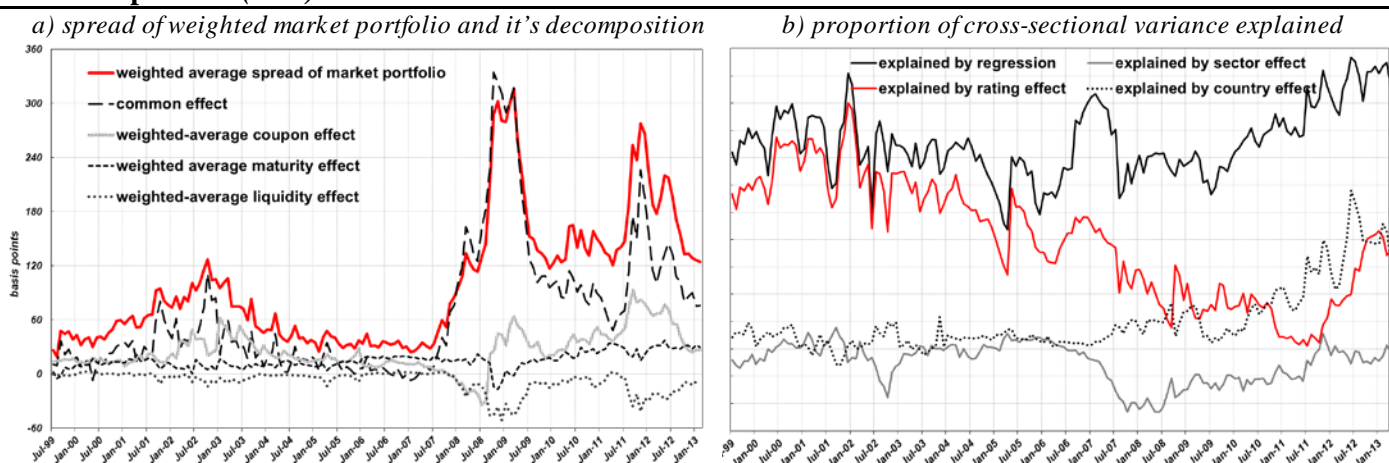 a) spread of weighted market portfolio and it's decomposition
b) proportion of cross-sectional variance explained
360
300
240
180
120
60
0
-60
basis points
weighted average spread of market portfolio
common effect
weighted-average coupon effect
weighted average maturity effect
weighted-average liquidity effect
Jul-99 Jan-00 Jul-00 Jan-01 Jul-01 Jan-02 Jul-02 Jan-03 Jul-03 Jan-04 Jul-04 Jan-05 Jul-05 Jan-06 Jul-06 Jan-07 Jul-07 Jan-08 Jul-08 Jan-09 Jul-09 Jan-10 Jul-10 Jan-11 Jul-11 Jan-12 Jul-12 Jan-13
explained by regression explained by sector effect
explained by rating effect explained by country effect
-99 Jan-00 Jul-00 Jan-01 Jul-01 Jan-02 Jul-02 Jan-03 Jul-03 Jan-04 Jul-04 Jan-05 Jul-05 Jan-06 Jul-06 Jan-07 Jul-07 Jan-08 Jul-08 Jan-09 Jul-09 Jan-10 Jul-10 Jan-11 Jul-11 Jan-12 Jul-12 Jan-13